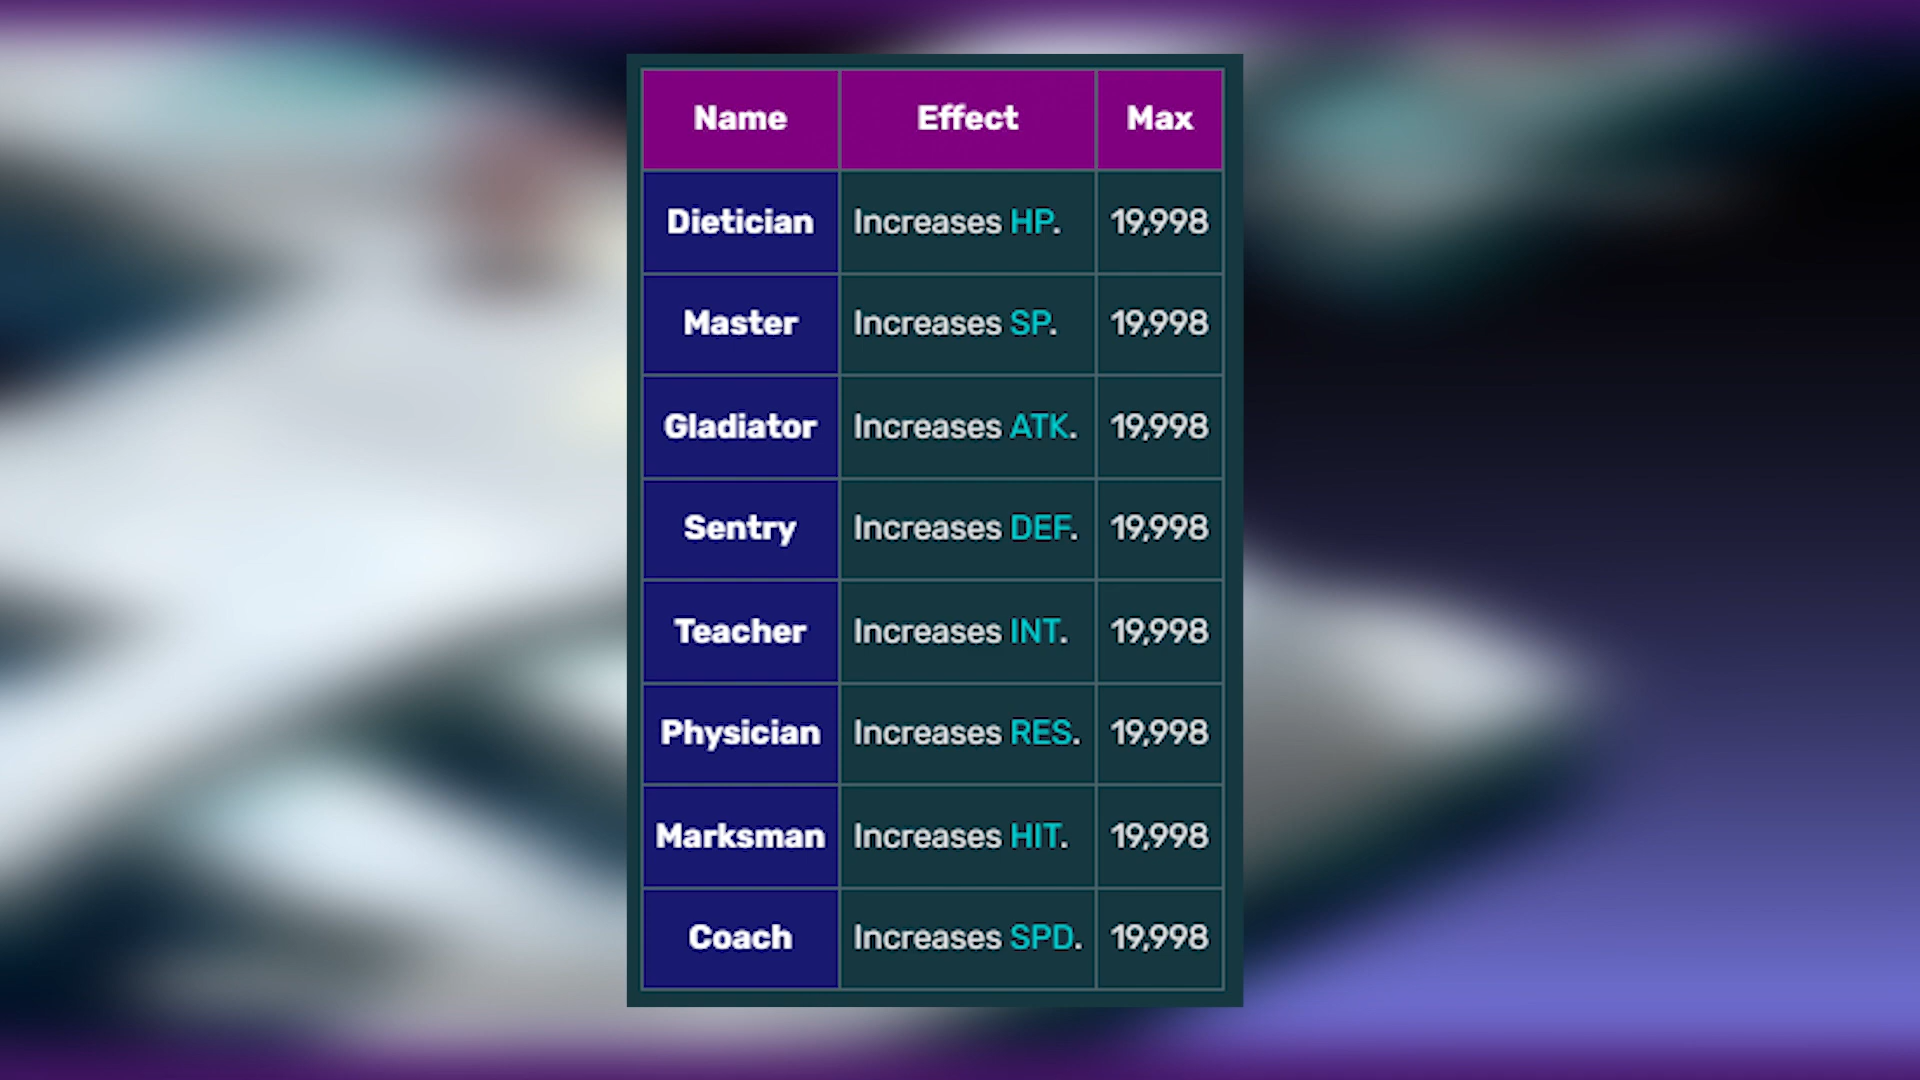 Name Effect Max
Dietician Increases HP. 19,998
Master Increases SP. 19,998
Gladiator Increases ATK. 19,998
Sentry Increases DEF. 19,998
Teacher Increases INT. 19,998
Physician Increases RES. 19,998
Marksman Increases HIT. 19,998
Coach Increases SPD. 19,998